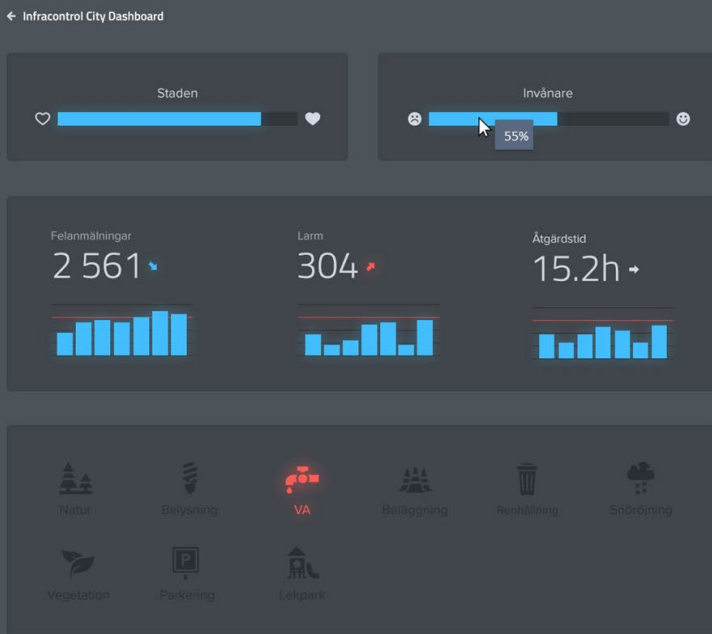 Infracontrol City Dashboard
Staden
Invånare
55%
Felanmälningar
2 561
Larm
304
Åtgärdstid
15.2h
Natur
Belysning
VA
Beläggning
Renhållning
Snöröjning
P
Vegetation
Parkering
Lekpark